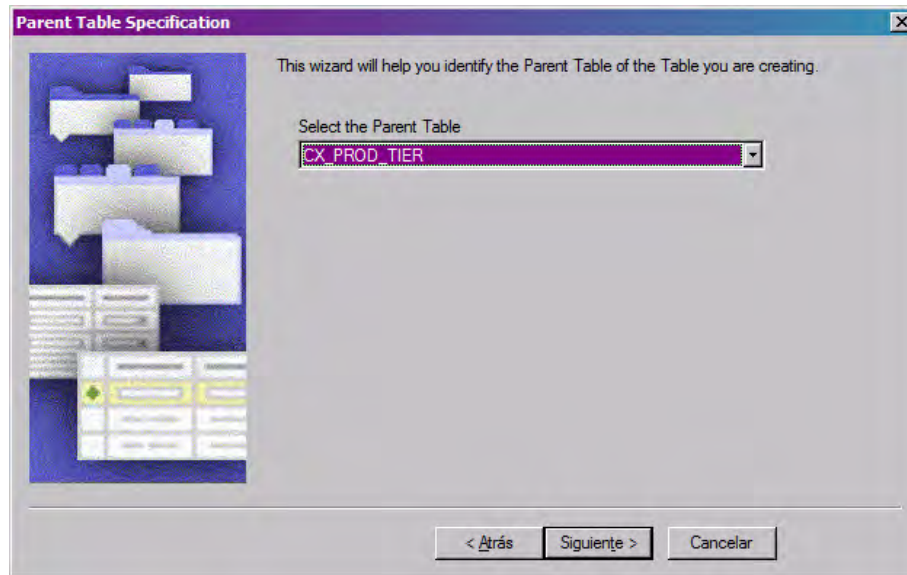 Parent Table Specification
This wizard will help you identify the Parent Table of the Table you are creating.
Select the Parent Table
CX_PROD_TIER
< Atrás Siguiente > Cancelar